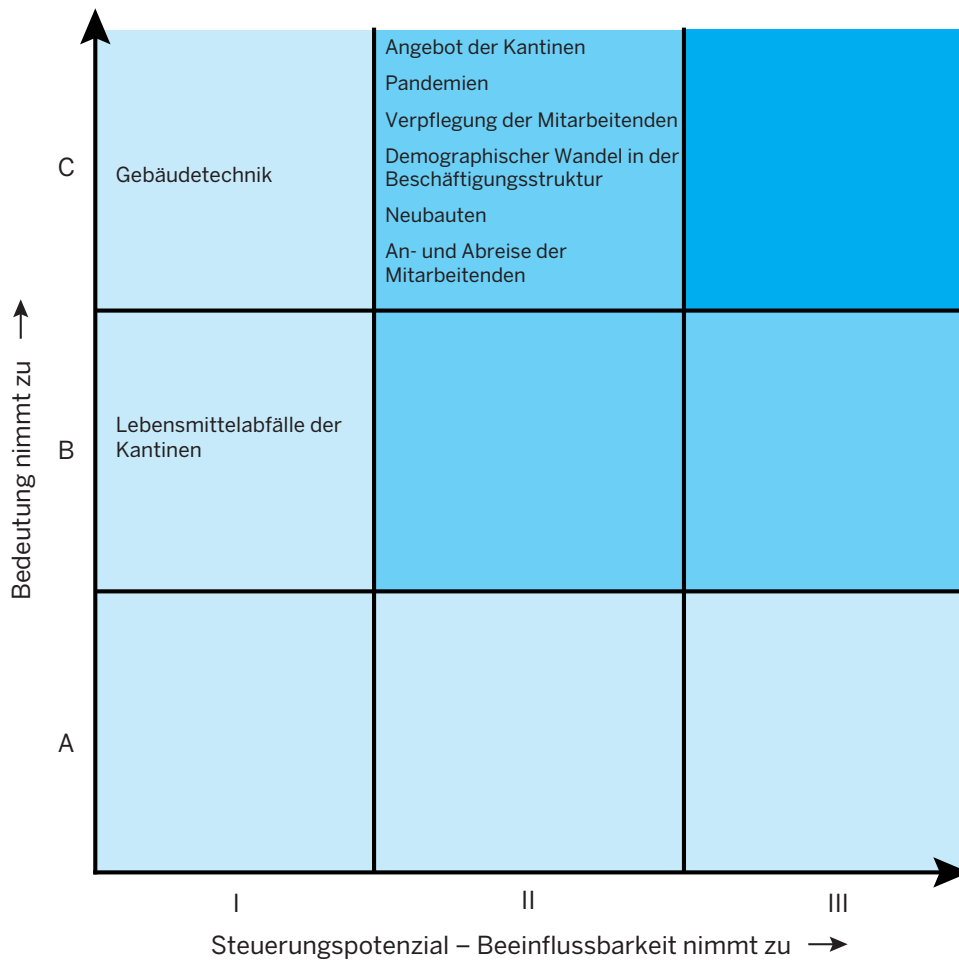 Angebot der Kantinen
Pandemien
Verpflegung der Mitarbeitenden
Demographischer Wandel in der
Beschäftigungsstruktur
Neubauten
An- und Abreise der
Mitarbeitenden
C
Gebäudetechnik
Bedeutung nimmt zu
B
Lebensmittelabfälle der
Kantinen
A
I
II
III
Steuerungspotenzial – Beeinflussbarkeit nimmt zu